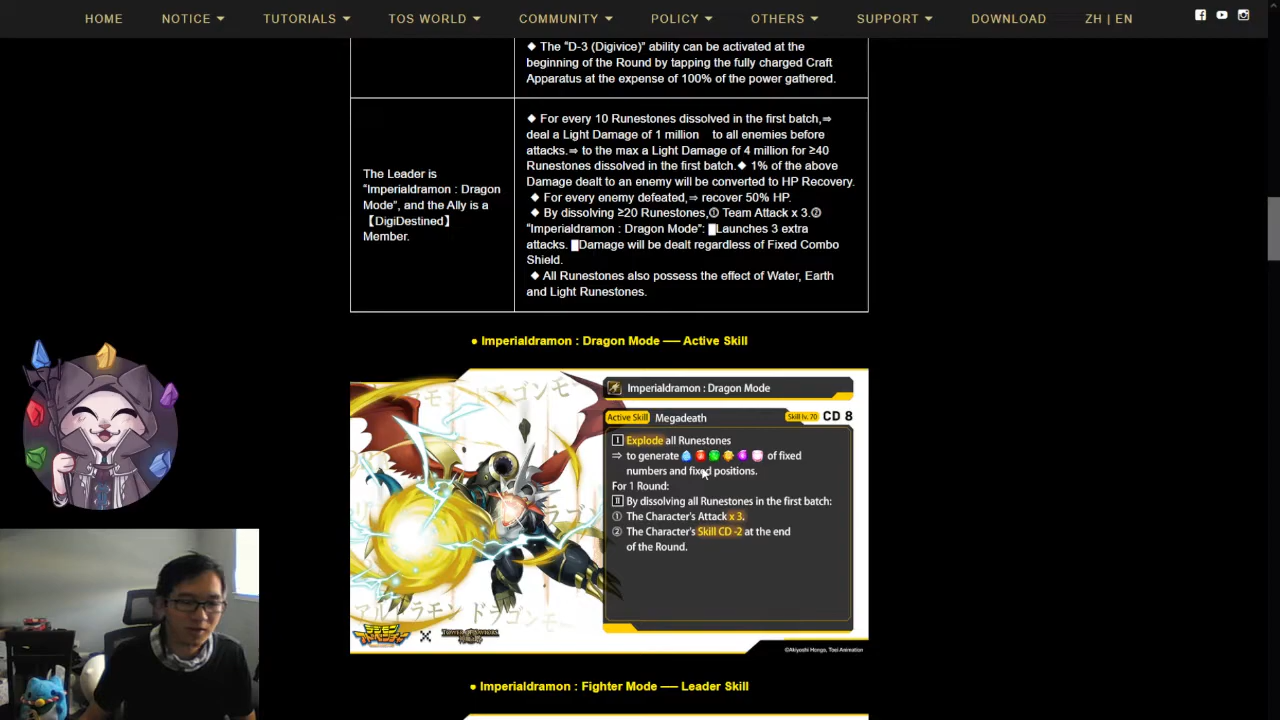 HOME NOTICE TUTORIALS TOS WORLD COMMUNITY POLICY OTHERS SUPPORT DOWNLOAD ZH | EN
◆ The "D-3 (Digivice)" ability can be activated at the
beginning of the Round by tapping the fully charged Craft
Apparatus at the expense of 100% of the power gathered.
The Leader is
"Imperialdramon : Dragon
Mode", and the Ally is a
【DigiDestined】
Member.
◆ For every 10 Runestones dissolved in the first batch,⇒
deal a Light Damage of 1 million to all enemies before
attacks.⇒ to the max a Light Damage of 4 million for ≥40
Runestones dissolved in the first batch.◆ 1% of the above
Damage dealt to an enemy will be converted to HP Recovery.
◆ For every enemy defeated,⇒ recover 50% HP.
◆ By dissolving ≥20 Runestones,① Team Attack x 3.②
"Imperialdramon : Dragon Mode": █Launches 3 extra
attacks. █Damage will be dealt regardless of Fixed Combo
Shield.
◆ All Runestones also possess the effect of Water, Earth
and Light Runestones.
● Imperialdramon : Dragon Mode ── Active Skill
Imperialdramon : Dragon Mode
Active Skill Megadeath Skill lv. 70 CD 8
I Explode all Runestones
⇒ to generate of fixed
numbers and fixed positions.
For 1 Round:
II By dissolving all Runestones in the first batch:
① The Character's Attack x 3.
② The Character's Skill CD -2 at the end
of the Round.
TOWER OF SAVIORS
©Akiyoshi Hongo, Toei Animation
● Imperialdramon : Fighter Mode ── Leader Skill